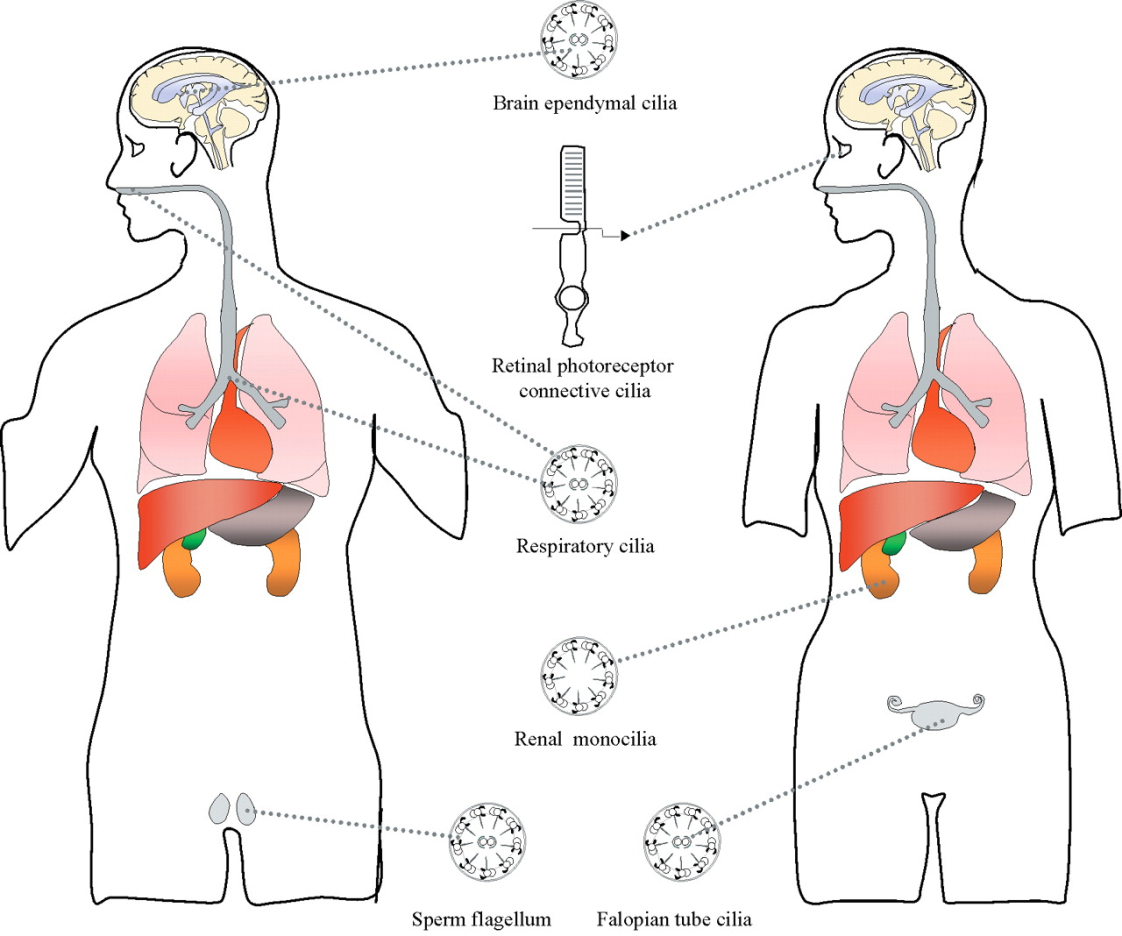 Brain ependymal cilia
Retinal photoreceptor
connective cilia
Respiratory cilia
Renal monocilia
Sperm flagellum
Falopian tube cilia